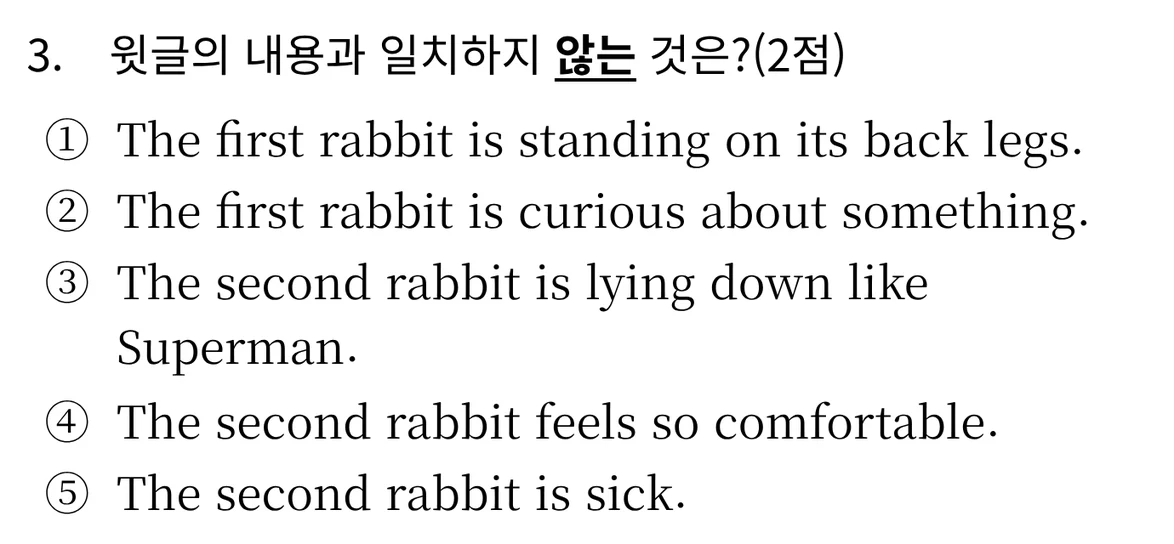 3. 윗글의 내용과 일치하지 않는 것은?(2점)
① The first rabbit is standing on its back legs.
② The first rabbit is curious about something.
③ The second rabbit is lying down like
Superman.
④ The second rabbit feels so comfortable.
⑤ The second rabbit is sick.